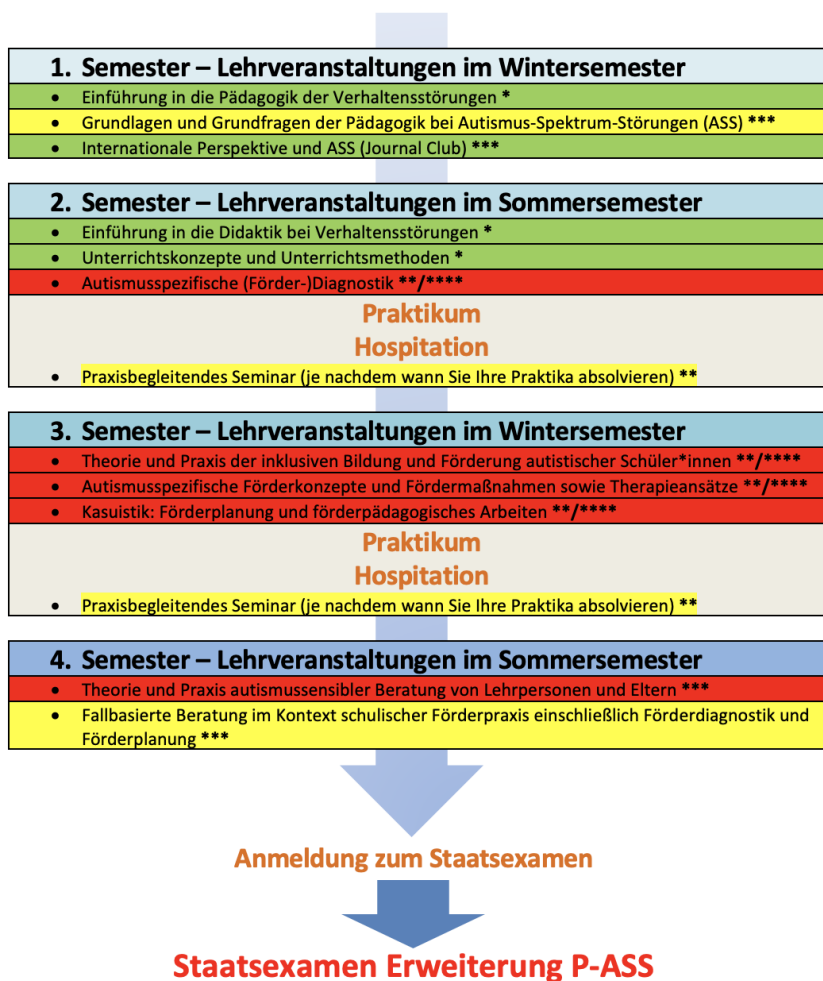 1. Semester – Lehrveranstaltungen im Wintersemester
• Einführung in die Pädagogik der Verhaltensstörungen *
• Grundlagen und Grundfragen der Pädagogik bei Autismus-Spektrum-Störungen (ASS) ***
• Internationale Perspektive und ASS (Journal Club) ***
2. Semester – Lehrveranstaltungen im Sommersemester
• Einführung in die Didaktik bei Verhaltensstörungen *
• Unterrichtskonzepte und Unterrichtsmethoden *
• Autismusspezifische (Förder-)Diagnostik **/****
Praktikum
Hospitation
• Praxisbegleitendes Seminar (je nachdem wann Sie Ihre Praktika absolvieren) **
3. Semester – Lehrveranstaltungen im Wintersemester
• Theorie und Praxis der inklusiven Bildung und Förderung autistischer Schüler*innen **/****
• Autismusspezifische Förderkonzepte und Fördermaßnahmen sowie Therapieansätze **/****
• Kasuistik: Förderplanung und förderpädagogisches Arbeiten **/****
Praktikum
Hospitation
• Praxisbegleitendes Seminar (je nachdem wann Sie Ihre Praktika absolvieren) **
4. Semester – Lehrveranstaltungen im Sommersemester
• Theorie und Praxis autismussensibler Beratung von Lehrpersonen und Eltern ***
• Fallbasierte Beratung im Kontext schulischer Förderpraxis einschließlich Förderdiagnostik und
Förderplanung ***
Anmeldung zum Staatsexamen
Staatsexamen Erweiterung P-ASS